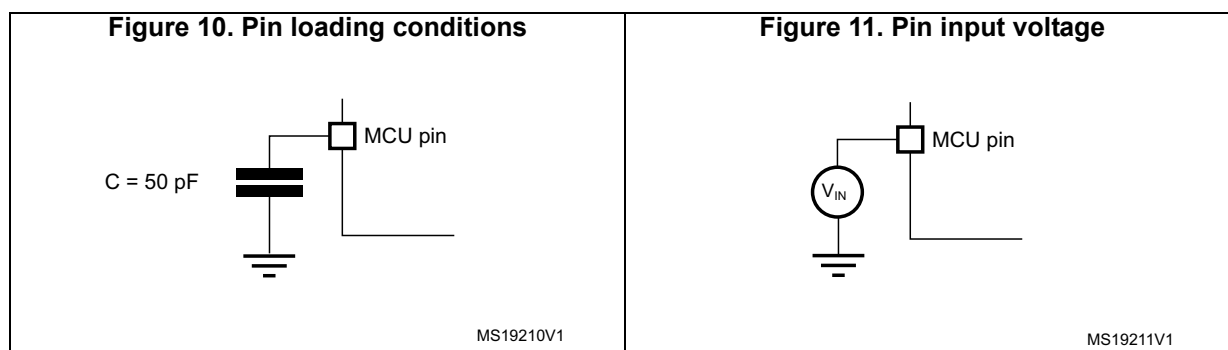 Figure 10. Pin loading conditions
MCU pin
C = 50 pF
MS19210V1
Figure 11. Pin input voltage
MCU pin
VIN
MS19211V1